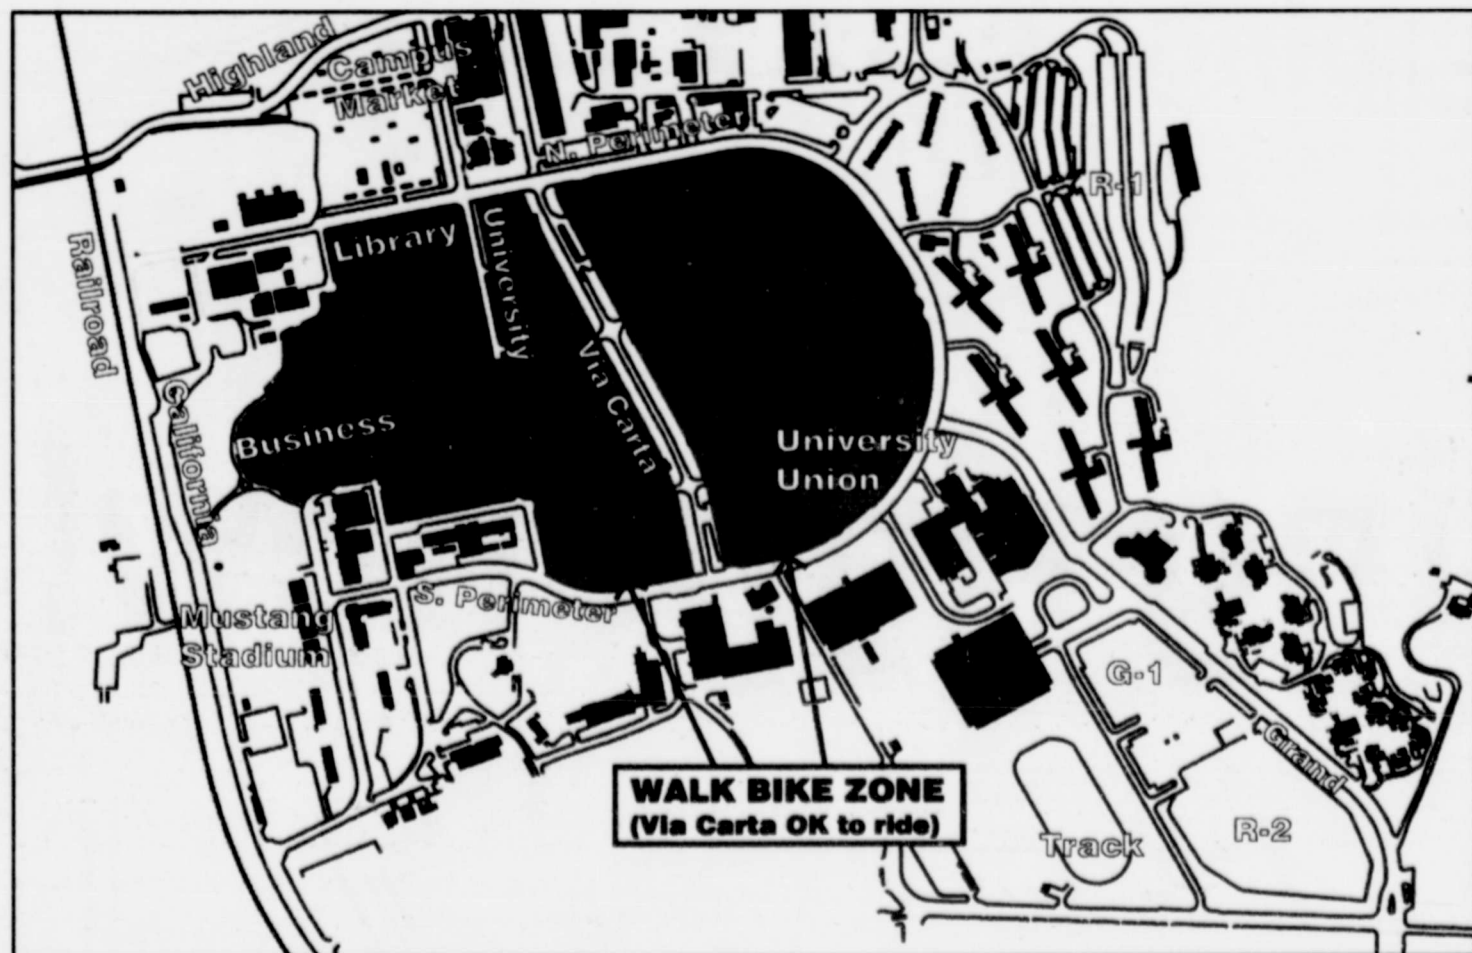 Highland
Campus
Market
N. Perimeter
R-1
Library
University
Railroad
Via Carta
California
Business
University
Union
S. Perimeter
Mustang
Stadium
G-1
Grand
WALK BIKE ZONE
(Via Carta OK to ride)
Track
R-2